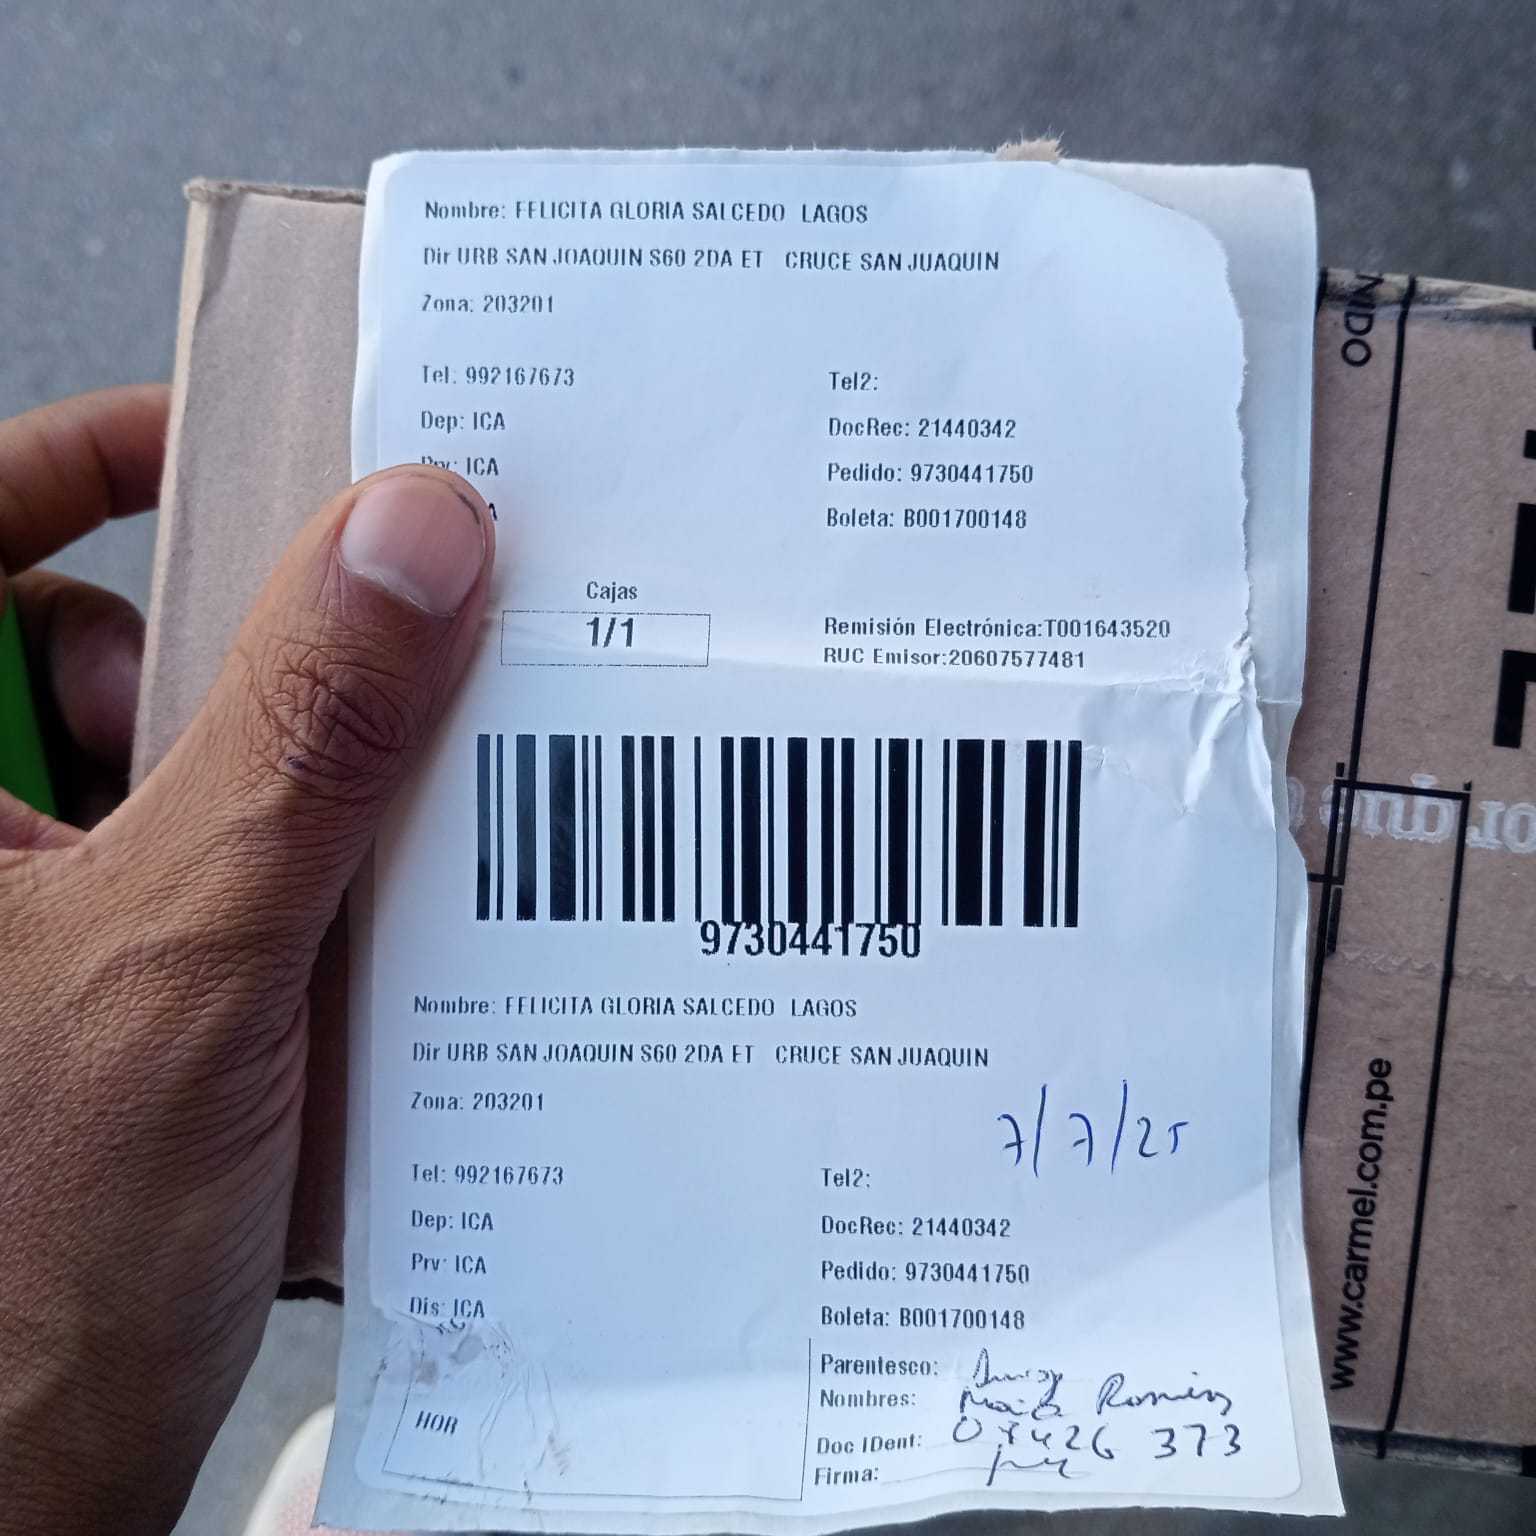 Nombre: FELICITA GLORIA SALCEDO LAGOS
Dir URB SAN JOAQUIN S60 2DA ET CRUCE SAN JUAQUIN
Zona: 203201
Tel: 992167673
Tel2:
Dep: ICA
DocRec: 21440342
Prv: ICA
Pedido: 9730441750
Boleta: B001700148
Cajas
1/1
Remisión Electrónica:T001643520
RUC Emisor:20607577481
9730441750
Nombre: FELICITA GLORIA SALCEDO LAGOS
Dir URB SAN JOAQUIN S60 2DA ET CRUCE SAN JUAQUIN
Zona: 203201
7/7/25
Tel: 992167673
Tel2:
Dep: ICA
DocRec: 21440342
Prv: ICA
Pedido: 9730441750
Dis: ICA
Boleta: B001700148
Parentesco:
Nombres:
Doc IDent:
Firma:
HOR
www.carmel.com.pe